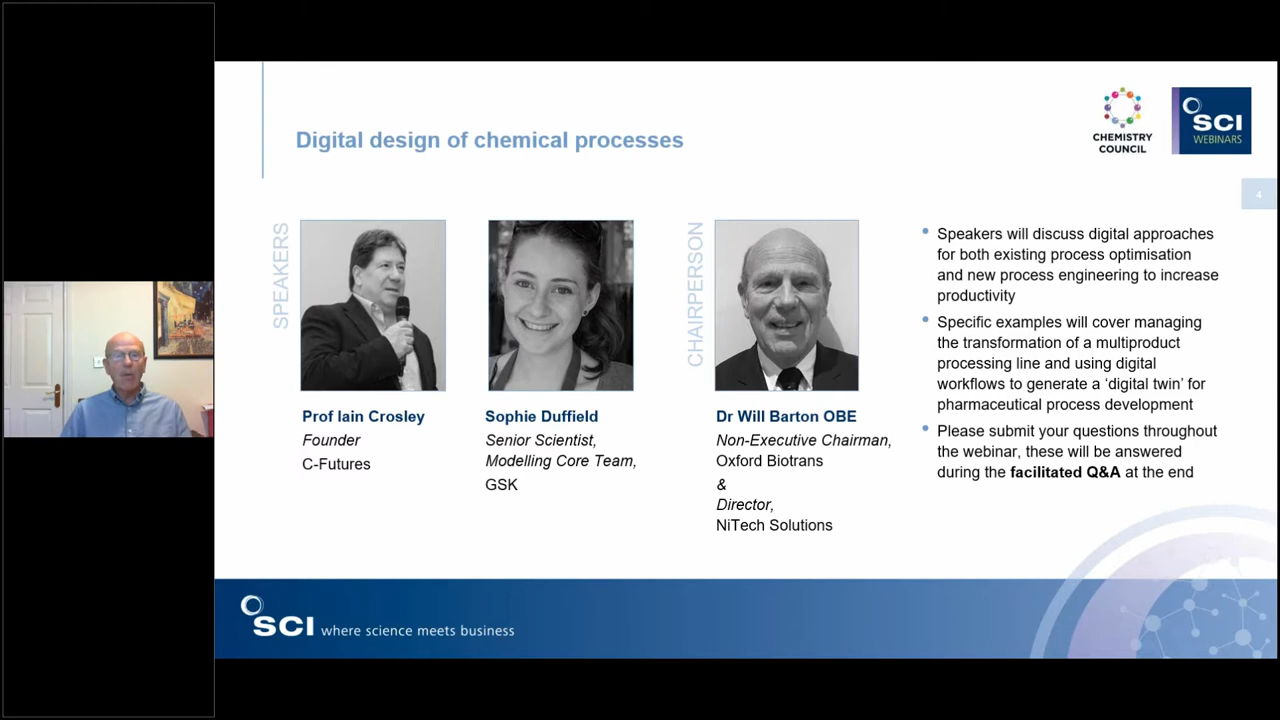 Digital design of chemical processes
CHEMISTRY
COUNCIL
SCI
WEBINARS
4
SPEAKERS
Prof Iain Crosley
Founder
C-Futures
Sophie Duffield
Senior Scientist,
Modelling Core Team,
GSK
CHAIRPERSON
Dr Will Barton OBE
Non-Executive Chairman,
Oxford Biotrans
&
Director,
NiTech Solutions
• Speakers will discuss digital approaches
for both existing process optimisation
and new process engineering to increase
productivity
• Specific examples will cover managing
the transformation of a multiproduct
processing line and using digital
workflows to generate a ‘digital twin’ for
pharmaceutical process development
• Please submit your questions throughout
the webinar, these will be answered
during the facilitated Q&A at the end
SCI where science meets business